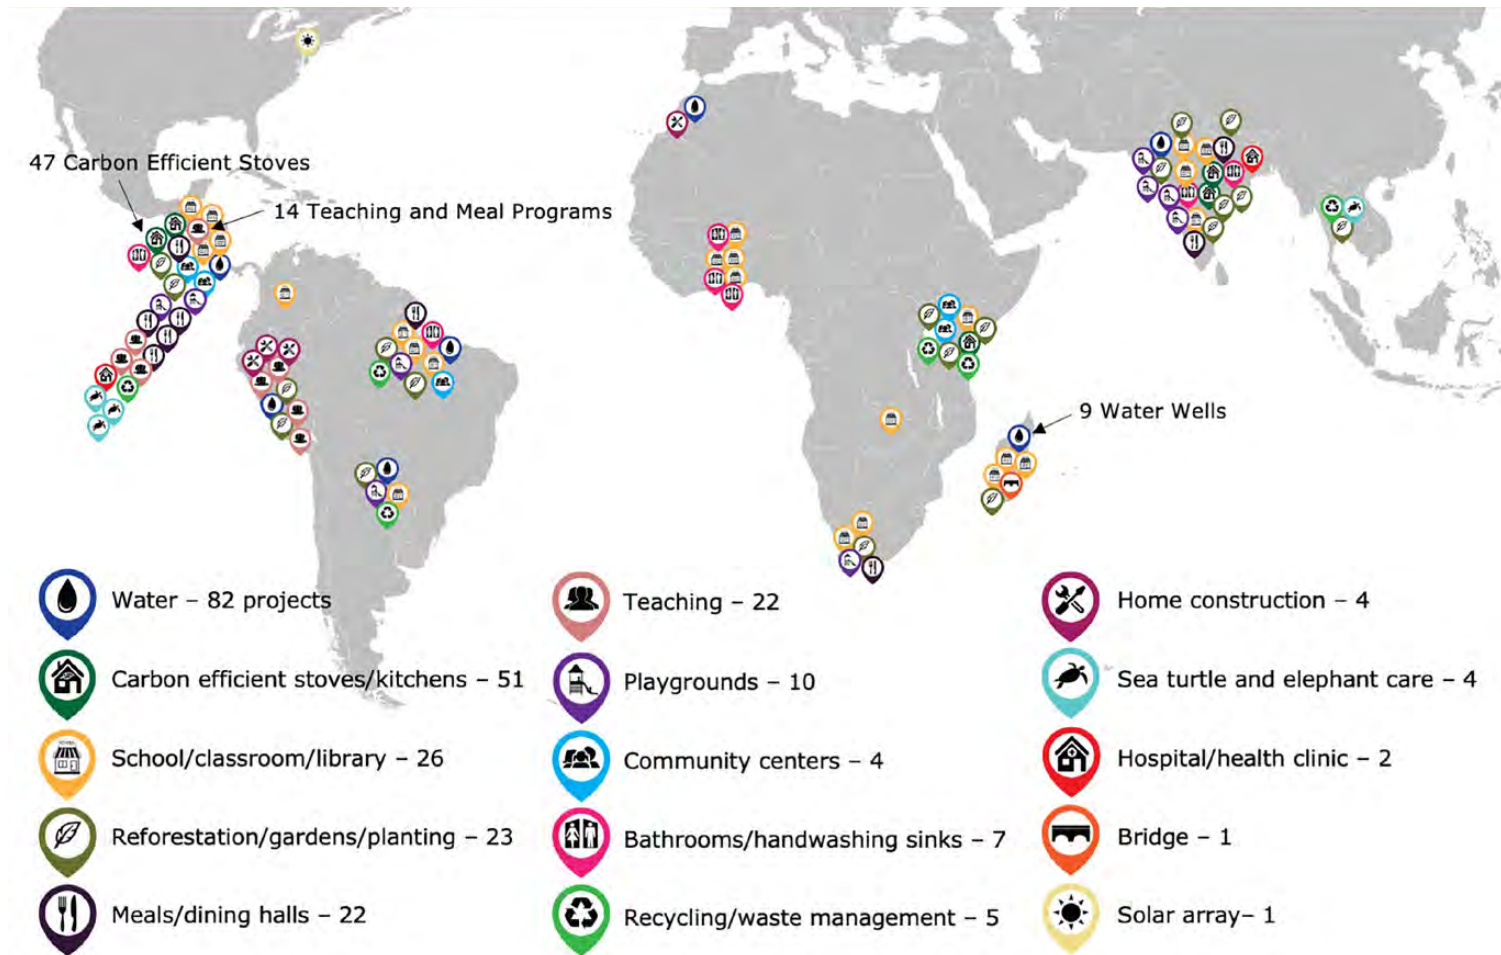 47 Carbon Efficient Stoves
14 Teaching and Meal Programs
9 Water Wells
Water – 82 projects
Carbon efficient stoves/kitchens – 51
School/classroom/library – 26
Reforestation/gardens/planting – 23
Meals/dining halls – 22
Teaching – 22
Playgrounds – 10
Community centers – 4
Bathrooms/handwashing sinks – 7
Recycling/waste management – 5
Home construction – 4
Sea turtle and elephant care – 4
Hospital/health clinic – 2
Bridge – 1
Solar array– 1